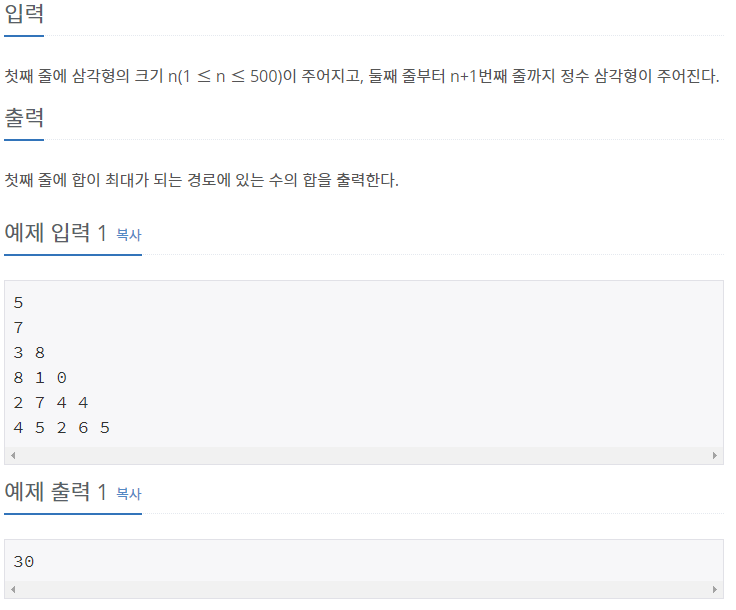 입력
첫째 줄에 삼각형의 크기 n(1 ≤ n ≤ 500)이 주어지고, 둘째 줄부터 n+1번째 줄까지 정수 삼각형이 주어진다.
출력
첫째 줄에 합이 최대가 되는 경로에 있는 수의 합을 출력한다.
예제 입력 1 복사
5
7
3 8
8 1 0
2 7 4 4
4 5 2 6 5
예제 출력 1 복사
30